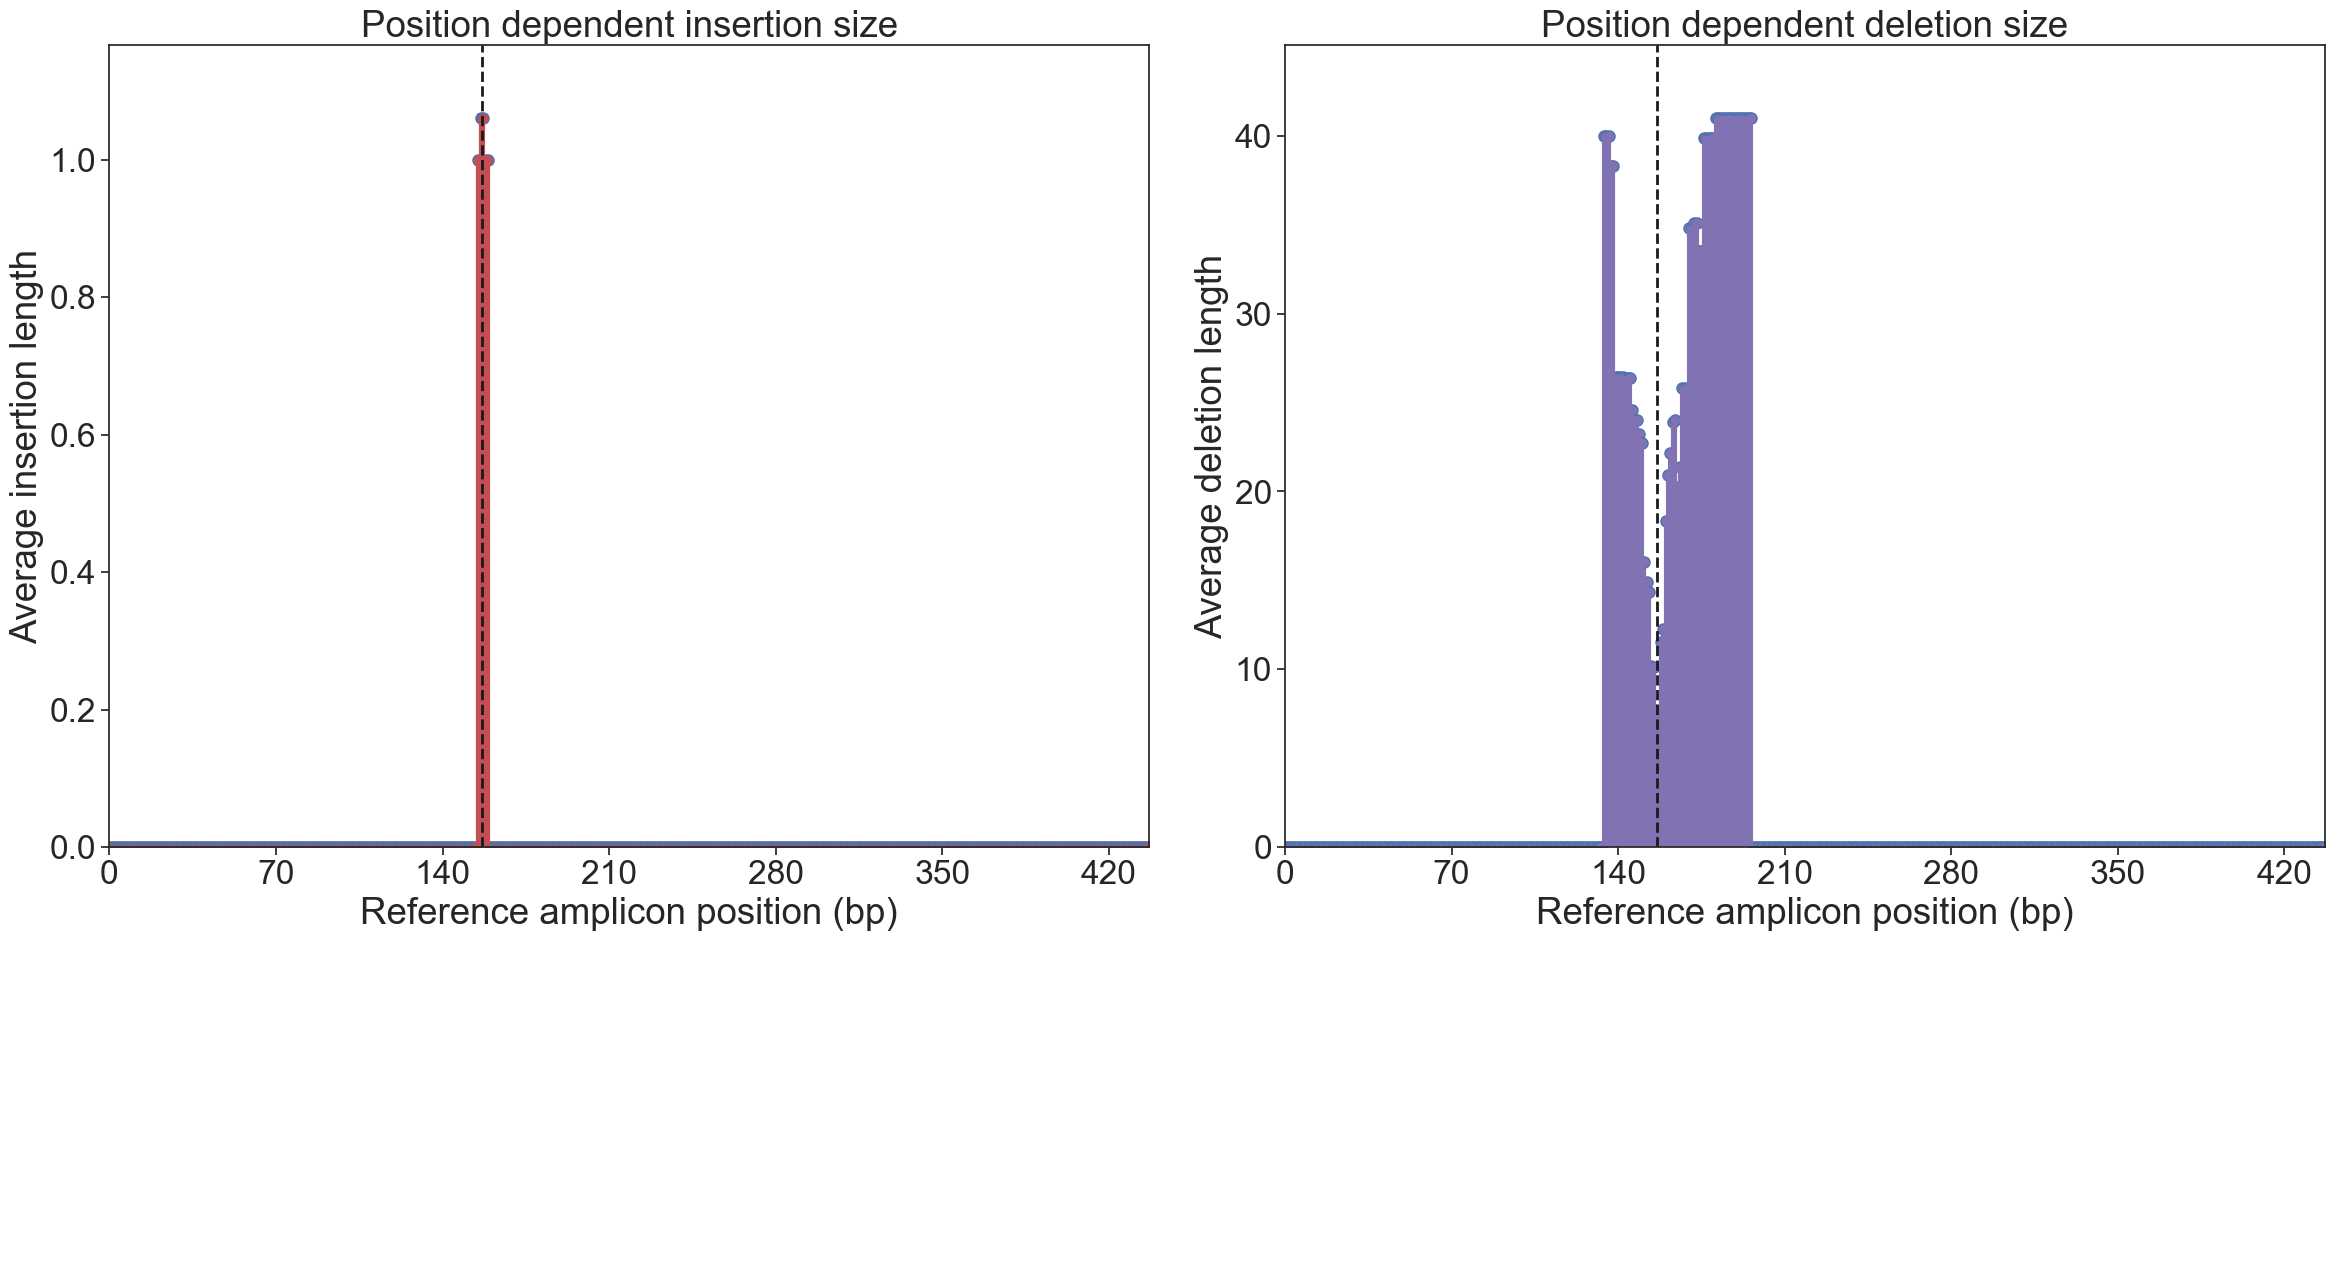 Position dependent insertion size
Average insertion length
1.0
0.8
0.6
0.4
0.2
0.0
0 70 140 210 280 350 420
Reference amplicon position (bp)
Position dependent deletion size
Average deletion length
40
30
20
10
0
0 70 140 210 280 350 420
Reference amplicon position (bp)